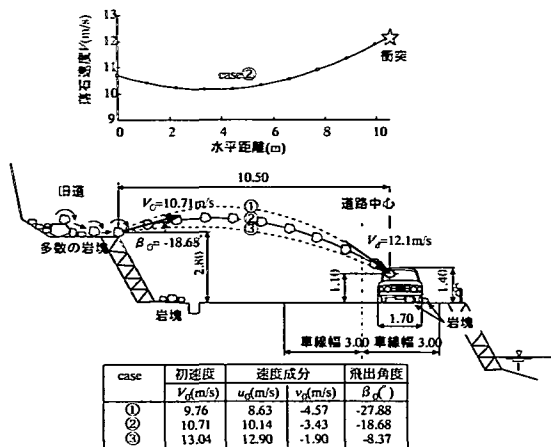 落石速度V(m/s)
13
12
11
10
9
case②
衝突
0
2
4
6
8
10
水平距離(m)
10.50
旧道
V₀=10.71m/s
①
②
③
道路中心
β₀= -18.68°
V_d=12.1m/s
多数の岩塊
2.80
1.10
1.40
岩塊
1.70
岩塊
車線幅 3.00
車線幅 3.00
case 初速度 速度成分 飛出角度
V₀(m/s) u₀(m/s) v₀(m/s) β₀(°)
① 9.76 8.63 -4.57 -27.88
② 10.71 10.14 -3.43 -18.68
③ 13.04 12.90 -1.90 -8.37